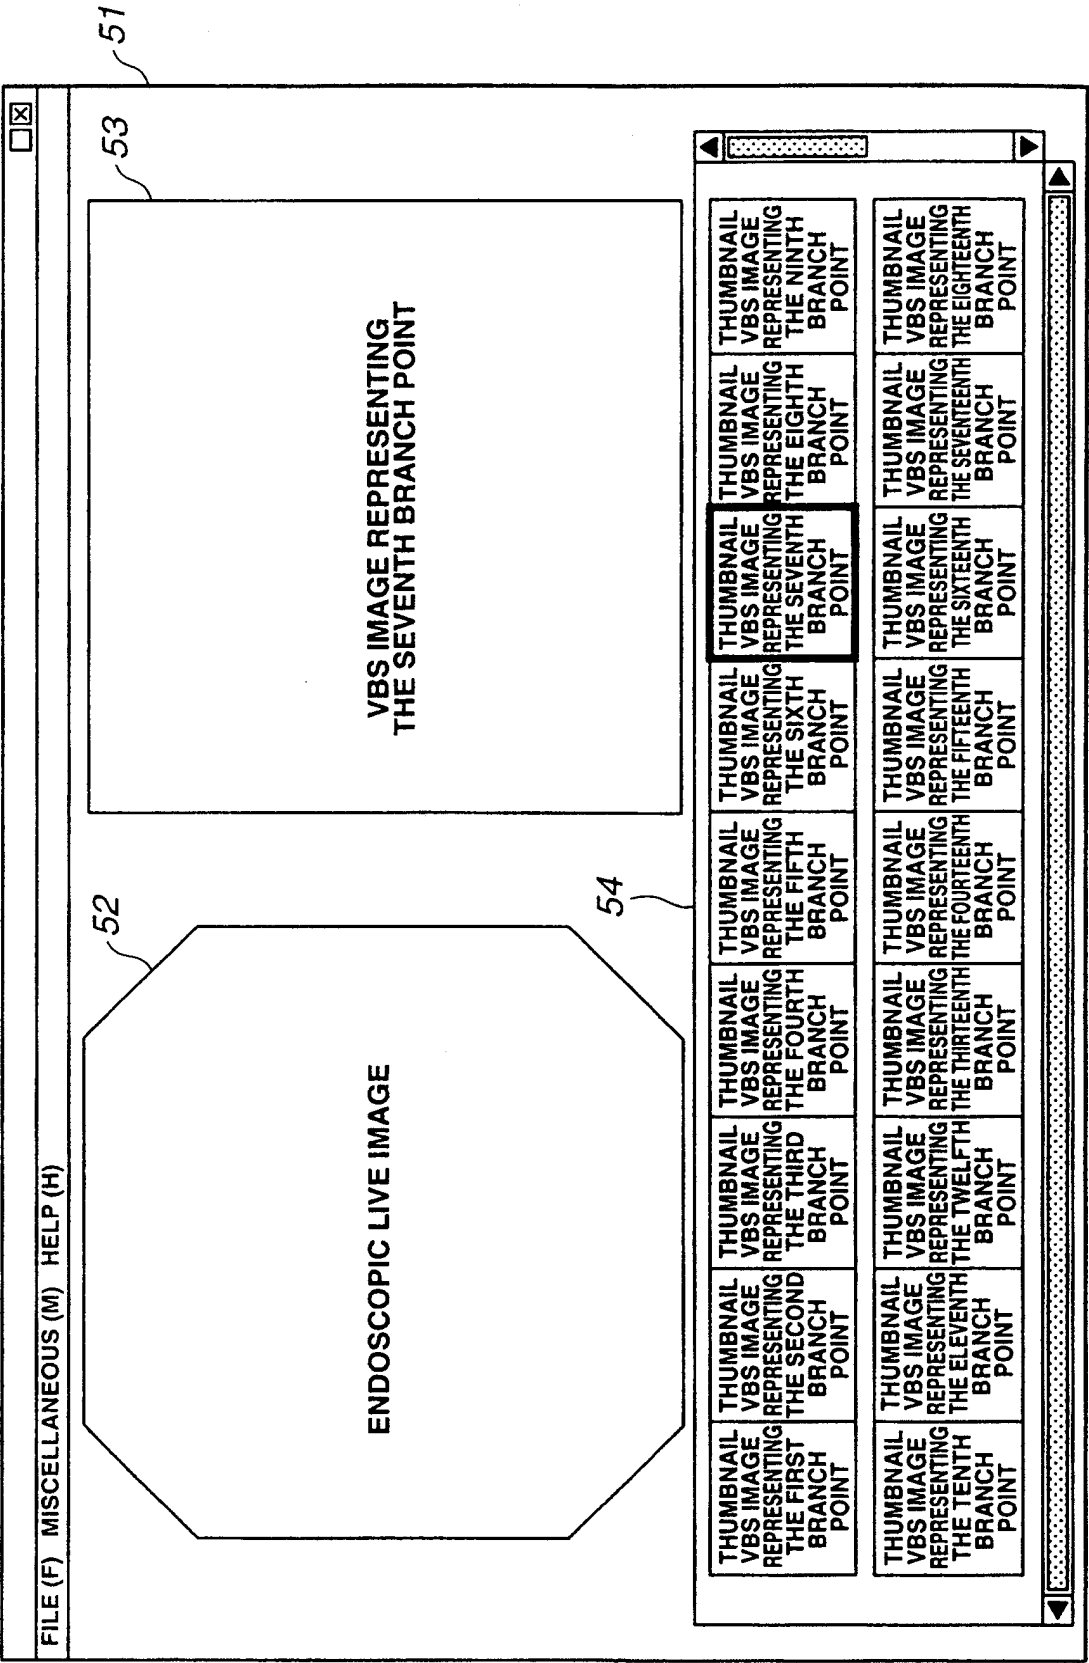 51
FILE (F) MISCELLANEOUS (M) HELP (H)
52
53
ENDOSCOPIC LIVE IMAGE
VBS IMAGE REPRESENTING
THE SEVENTH BRANCH POINT
54
THUMBNAIL
VBS IMAGE
REPRESENTING
THE FIRST
BRANCH
POINT
THUMBNAIL
VBS IMAGE
REPRESENTING
THE SECOND
BRANCH
POINT
THUMBNAIL
VBS IMAGE
REPRESENTING
THE THIRD
BRANCH
POINT
THUMBNAIL
VBS IMAGE
REPRESENTING
THE FOURTH
BRANCH
POINT
THUMBNAIL
VBS IMAGE
REPRESENTING
THE FIFTH
BRANCH
POINT
THUMBNAIL
VBS IMAGE
REPRESENTING
THE SIXTH
BRANCH
POINT
THUMBNAIL
VBS IMAGE
REPRESENTING
THE SEVENTH
BRANCH
POINT
THUMBNAIL
VBS IMAGE
REPRESENTING
THE EIGHTH
BRANCH
POINT
THUMBNAIL
VBS IMAGE
REPRESENTING
THE NINTH
BRANCH
POINT
THUMBNAIL
VBS IMAGE
REPRESENTING
THE TENTH
BRANCH
POINT
THUMBNAIL
VBS IMAGE
REPRESENTING
THE ELEVENTH
BRANCH
POINT
THUMBNAIL
VBS IMAGE
REPRESENTING
THE TWELFTH
BRANCH
POINT
THUMBNAIL
VBS IMAGE
REPRESENTING
THE THIRTEENTH
BRANCH
POINT
THUMBNAIL
VBS IMAGE
REPRESENTING
THE FOURTEENTH
BRANCH
POINT
THUMBNAIL
VBS IMAGE
REPRESENTING
THE FIFTEENTH
BRANCH
POINT
THUMBNAIL
VBS IMAGE
REPRESENTING
THE SIXTEENTH
BRANCH
POINT
THUMBNAIL
VBS IMAGE
REPRESENTING
THE SEVENTEENTH
BRANCH
POINT
THUMBNAIL
VBS IMAGE
REPRESENTING
THE EIGHTEENTH
BRANCH
POINT